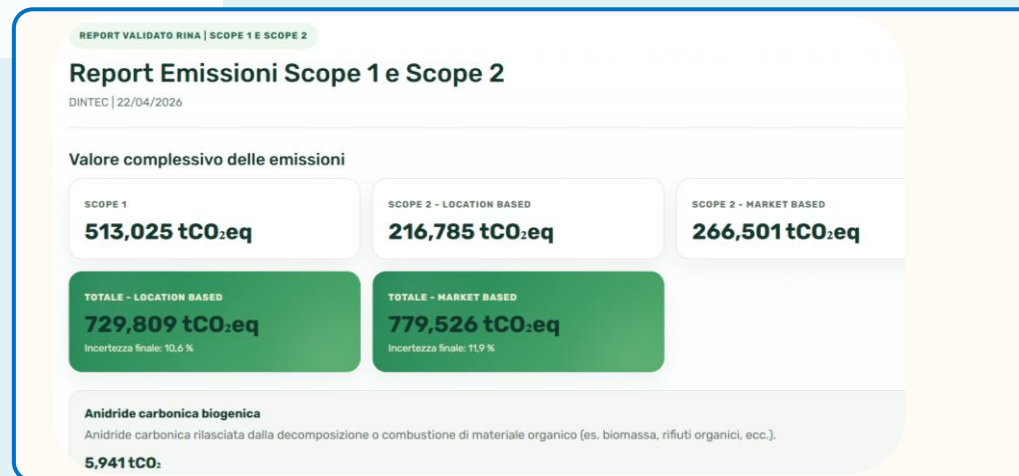 REPORT VALIDATO RINA | SCOPE 1 E SCOPE 2
Report Emissioni Scope 1 e Scope 2
DINTEC | 22/04/2026
Valore complessivo delle emissioni
SCOPE 1
513,025 tCO₂eq
SCOPE 2 - LOCATION BASED
216,785 tCO₂eq
SCOPE 2 - MARKET BASED
266,501 tCO₂eq
TOTALE - LOCATION BASED
729,809 tCO₂eq
Incertezza finale: 10,6 %
TOTALE - MARKET BASED
779,526 tCO₂eq
Incertezza finale: 11,9 %
Anidride carbonica biogenica
Anidride carbonica rilasciata dalla decomposizione o combustione di materiale organico (es. biomassa, rifiuti organici, ecc.).
5,941 tCO₂